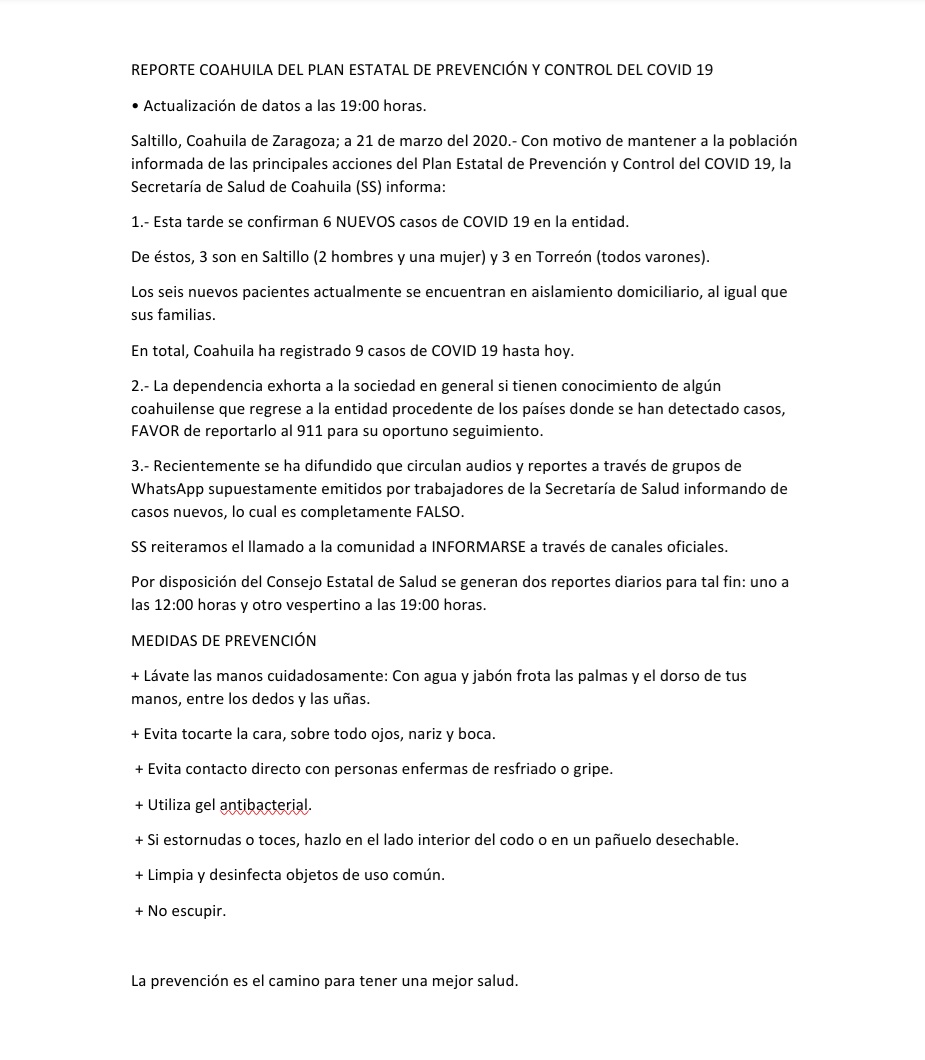 REPORTE COAHUILA DEL PLAN ESTATAL DE PREVENCIÓN Y CONTROL DEL COVID 19
• Actualización de datos a las 19:00 horas.
Saltillo, Coahuila de Zaragoza; a 21 de marzo del 2020.- Con motivo de mantener a la población
informada de las principales acciones del Plan Estatal de Prevención y Control del COVID 19, la
Secretaría de Salud de Coahuila (SS) informa:
1.- Esta tarde se confirman 6 NUEVOS casos de COVID 19 en la entidad.
De éstos, 3 son en Saltillo (2 hombres y una mujer) y 3 en Torreón (todos varones).
Los seis nuevos pacientes actualmente se encuentran en aislamiento domiciliario, al igual que
sus familias.
En total, Coahuila ha registrado 9 casos de COVID 19 hasta hoy.
2.- La dependencia exhorta a la sociedad en general si tienen conocimiento de algún
coahuilense que regrese a la entidad procedente de los países donde se han detectado casos,
FAVOR de reportarlo al 911 para su oportuno seguimiento.
3.- Recientemente se ha difundido que circulan audios y reportes a través de grupos de
WhatsApp supuestamente emitidos por trabajadores de la Secretaría de Salud informando de
casos nuevos, lo cual es completamente FALSO.
SS reiteramos el llamado a la comunidad a INFORMARSE a través de canales oficiales.
Por disposición del Consejo Estatal de Salud se generan dos reportes diarios para tal fin: uno a
las 12:00 horas y otro vespertino a las 19:00 horas.
MEDIDAS DE PREVENCIÓN
+ Lávate las manos cuidadosamente: Con agua y jabón frota las palmas y el dorso de tus
manos, entre los dedos y las uñas.
+ Evita tocarte la cara, sobre todo ojos, nariz y boca.
+ Evita contacto directo con personas enfermas de resfriado o gripe.
+ Utiliza gel antibacterial.
+ Si estornudas o toces, hazlo en el lado interior del codo o en un pañuelo desechable.
+ Limpia y desinfecta objetos de uso común.
+ No escupir.
La prevención es el camino para tener una mejor salud.